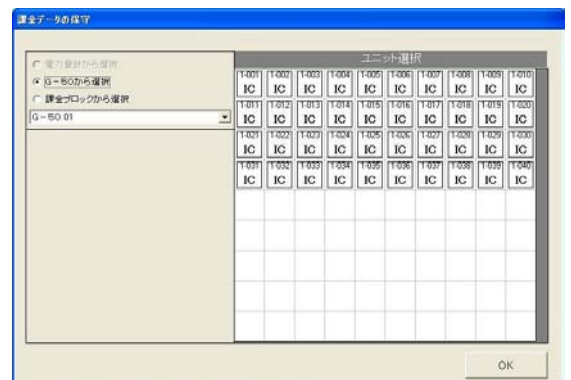 課金データの保守
電力量計から選択
G－50から選択
課金ブロックから選択
G－50 01
ユニット選択
1-001 1-002 1-003 1-004 1-005 1-006 1-007 1-008 1-009 1-010
IC IC IC IC IC IC IC IC IC IC
1-011 1-012 1-013 1-014 1-015 1-016 1-017 1-018 1-019 1-020
IC IC IC IC IC IC IC IC IC IC
1-021 1-022 1-023 1-024 1-025 1-026 1-027 1-028 1-029 1-030
IC IC IC IC IC IC IC IC IC IC
1-031 1-032 1-033 1-034 1-035 1-036 1-037 1-038 1-039 1-040
IC IC IC IC IC IC IC IC IC IC
OK